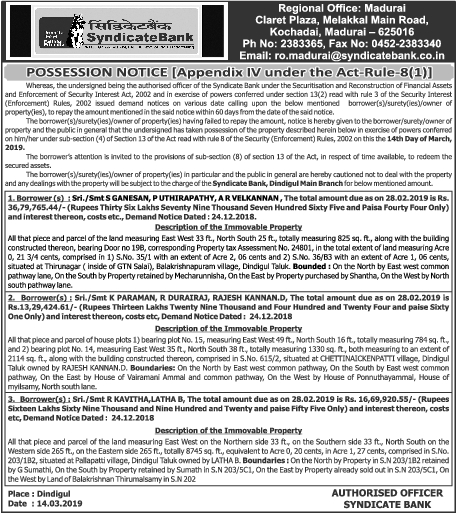 सिंडिकेटबैंक
SyndicateBank
Regional Office: Madurai
Claret Plaza, Melakkal Main Road,
Kochadai, Madurai – 625016
Ph No: 2383365, Fax No: 0452-2383340
Email: ro.madurai@syndicatebank.co.in
POSSESSION NOTICE [Appendix IV under the Act-Rule-8(1)]
Whereas, the undersigned being the authorised officer of the Syndicate Bank under the Securitisation and Reconstruction of Financial Assets
and Enforcement of Security Interest Act, 2002 and in exercise of powers conferred under section 13(2) read with rule 3 of the Security Interest
(Enforcement) Rules, 2002 issued demand notices on various date calling upon the below mentioned borrower(s)/surety(ies)/owner of
property(ies), to repay the amount mentioned in the said notice within 60 days from the date of the said notice.
The borrower(s)/surety(ies)/owner of property(ies) having failed to repay the amount, notice is hereby given to the borrower/surety/owner of
property and the public in general that the undersigned has taken possession of the property described herein below in exercise of powers conferred
on him/her under sub-section (4) of Section 13 of the Act read with rule 8 of the Security (Enforcement) Rules, 2002 on this the 14th Day of March,
2019.
The borrower's attention is invited to the provisions of sub-section (8) of section 13 of the Act, in respect of time available, to redeem the
secured assets.
The borrower(s)/surety(ies)/owner of property(ies) in particular and the public in general are hereby cautioned not to deal with the property
and any dealings with the property will be subject to the charge of the Syndicate Bank, Dindigul Main Branch for below mentioned amount.
1. Borrower(s) : Sri./Smt S GANESAN, P UTHIRAPATHY, A R VELKANNAN , The total amount due as on 28.02.2019 is Rs.
36,79,765.44/- (Rupees Thirty Six Lakhs Seventy Nine Thousand Seven Hundred Sixty Five and Paisa Fourty Four Only)
and interest thereon, costs etc., Demand Notice Dated : 24.12.2018.
Description of the Immovable Property
All that piece and parcel of the land measuring East West 33 ft., North South 25 ft., totally measuring 825 sq. ft., along with the building
constructed thereon, bearing Door no 19B, corresponding Property tax Assessment No. 24801, in the total extent of land measuring Acre
0, 21 3/4 cents, comprised in 1) S.No. 35/1 with an extent of Acre 2, 06 cents and 2) S.No. 36/B3 with an extent of Acre 1, 06 cents,
situated at Thirunagar ( inside of GTN Salai), Balakrishnapuram village, Dindigul Taluk. Bounded : On the North by East west common
pathway lane, On the South by Property retained by Mecharunnisha, On the East by Property purchased by Shantha, On the West by North
south pathway lane.
2. Borrower(s) : Sri./Smt K PARAMAN, R DURAIRAJ, RAJESH KANNAN.D, The total amount due as on 28.02.2019 is
Rs.13,29,424.61/- (Rupees Thirteen Lakhs Twenty Nine Thousand and Four Hundred and Twenty Four and paise Sixty
One Only) and interest thereon, costs etc, Demand Notice Dated : 24.12.2018
Description of the Immovable Property
All that piece and parcel of house plots 1) bearing plot No. 15, measuring East West 49 ft., North South 16 ft., totally measuring 784 sq. ft.,
and 2) bearing plot No. 14, measuring East West 35 ft., North South 38 ft., totally measuring 1330 sq. ft., both measuring to an extent of
2114 sq. ft., along with the building constructed thereon, comprised in S.No. 615/2, situated at CHETTINAICKENPATTI village, Dindigul
Taluk owned by RAJESH KANNAN.D. Boundaries: On the North by East west common pathway, On the South by East west common
pathway, On the East by House of Vairamani Ammal and common pathway, On the West by House of Ponnuthayammal, House of
myilsamy, North south lane.
3. Borrower(s) : Sri./Smt R KAVITHA,LATHA B, The total amount due as on 28.02.2019 is Rs. 16,69,920.55/- (Rupees
Sixteen Lakhs Sixty Nine Thousand and Nine Hundred and Twenty and paise Fifty Five Only) and interest thereon, costs
etc, Demand Notice Dated : 24.12.2018
Description of the Immovable Property
All that piece and parcel of the land measuring East West on the Northern side 33 ft., on the Southern side 33 ft., North South on the
Western side 265 ft., on the Eastern side 265 ft., totally 8745 sq. ft., equivalent to Acre 0, 20 cents, in Acre 1, 27 cents, comprised in S.No.
203/1B2, situated at Pallapatti village, Dindigul Taluk owned by LATHA B. Boundaries : On the North by Property in S.N 203/1B2 retained
by G Sumathi, On the South by Property retained by Sumath in S.N 203/5C1, On the East by Property already sold out in S.N 203/5C1, On
the West by Land of Balakrishnan Thirumalsamy in S.N 202
Place : Dindigul
Date : 14.03.2019
AUTHORISED OFFICER
SYNDICATE BANK